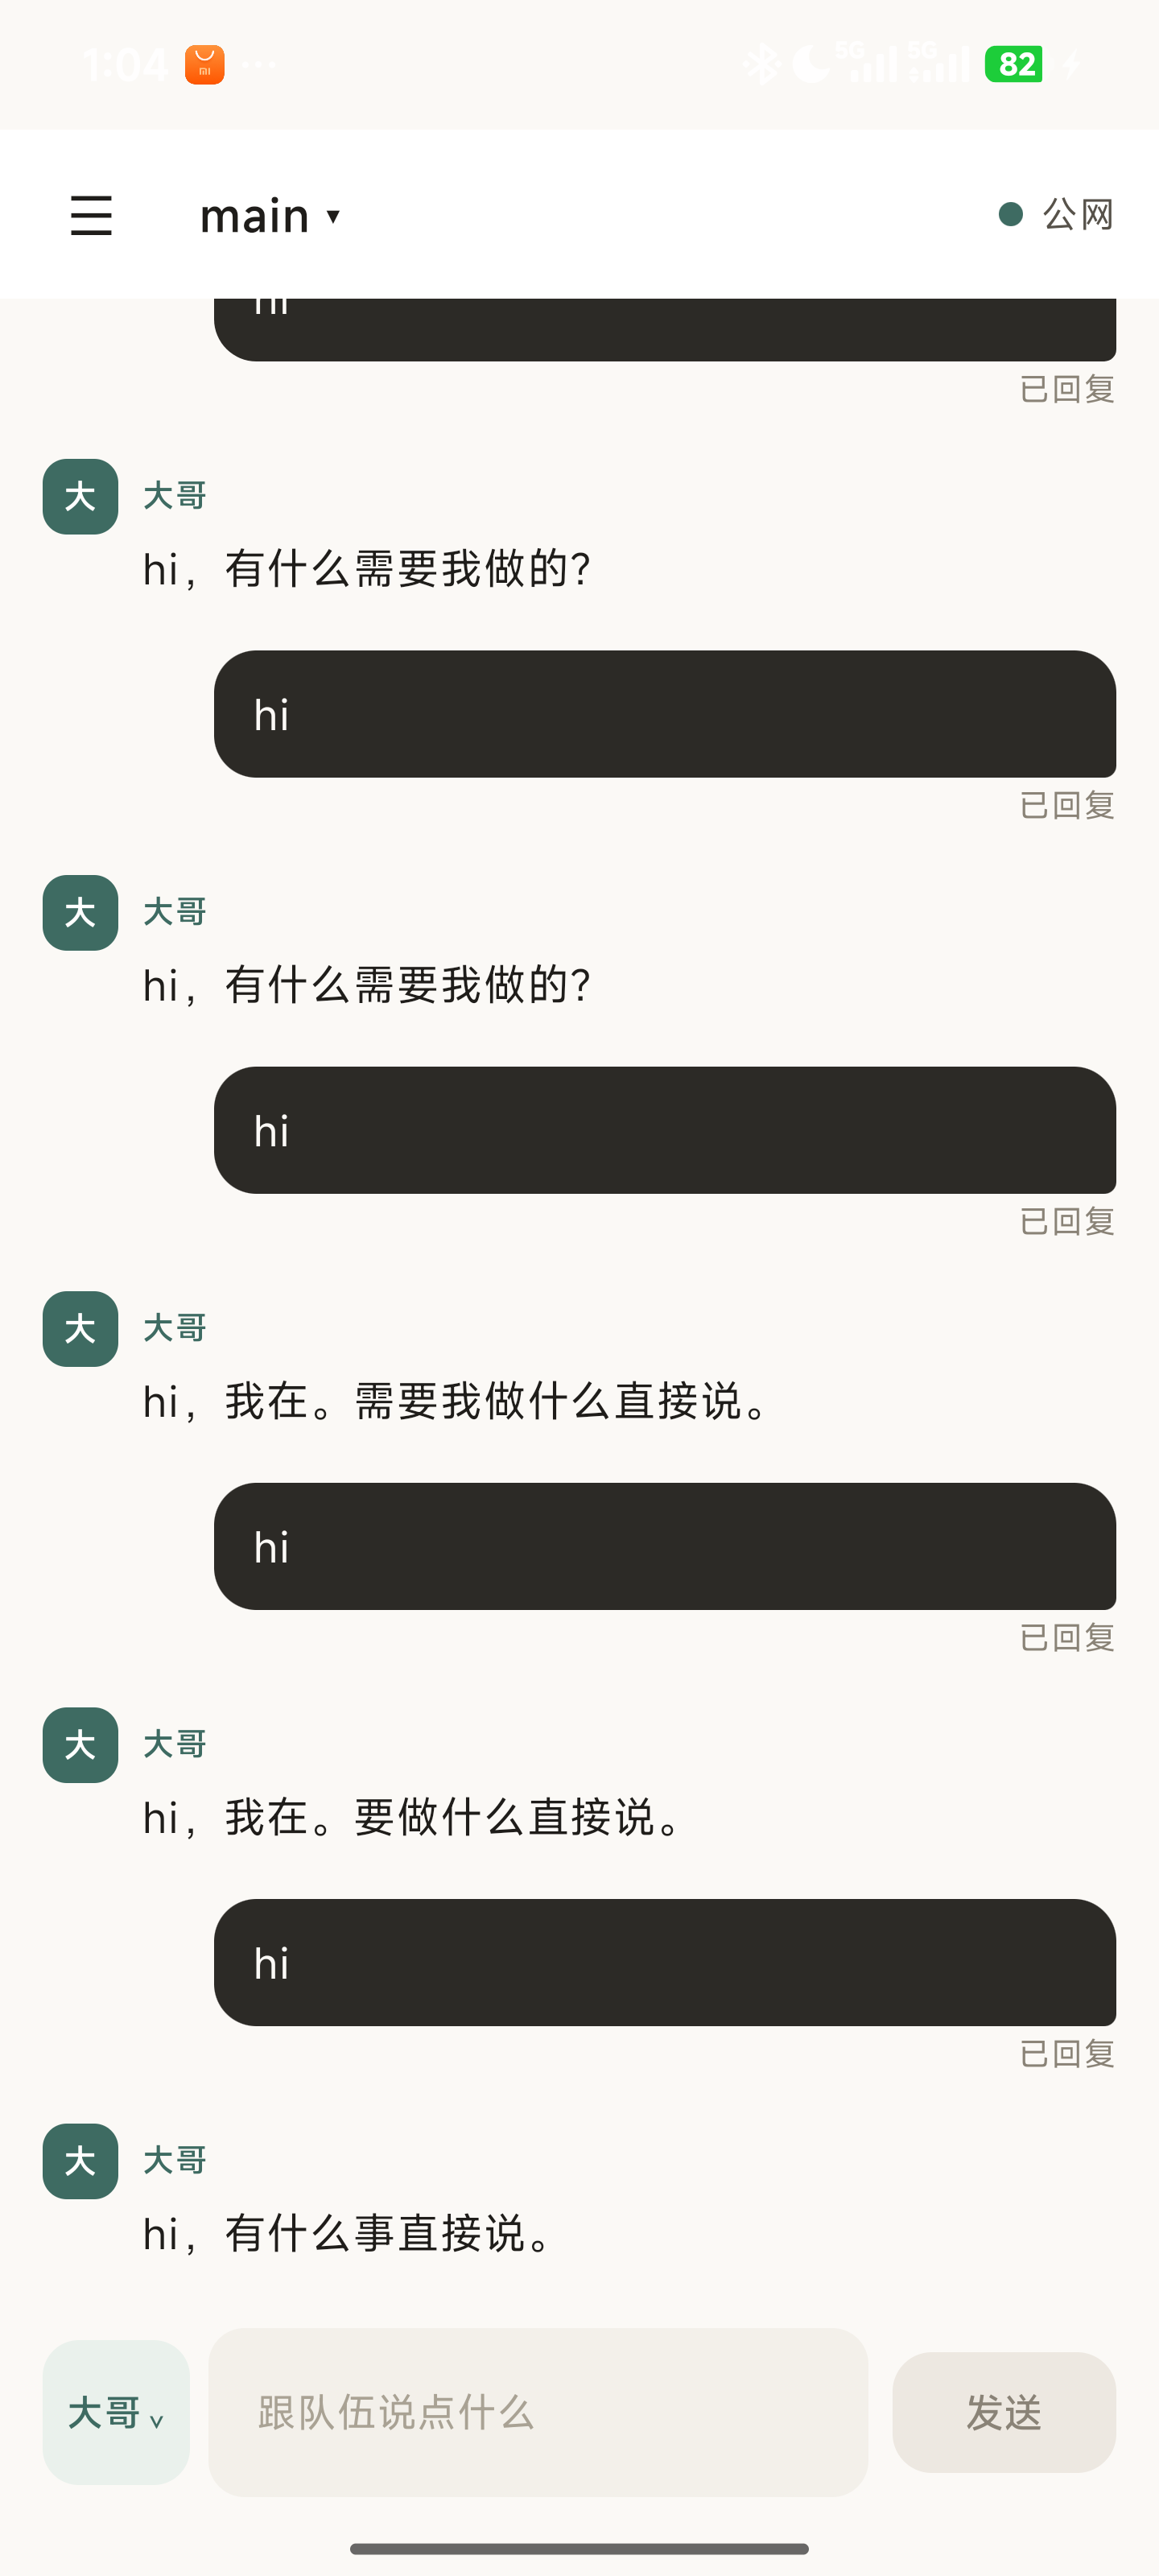 1:04
5G
5G
82
☰ main ▾
公网
hi
已回复
大 大哥
hi，有什么需要我做的？
hi
已回复
大 大哥
hi，有什么需要我做的？
hi
已回复
大 大哥
hi，我在。需要我做什么直接说。
hi
已回复
大 大哥
hi，我在。要做什么直接说。
hi
已回复
大 大哥
hi，有什么事直接说。
大哥
跟队伍说点什么
发送